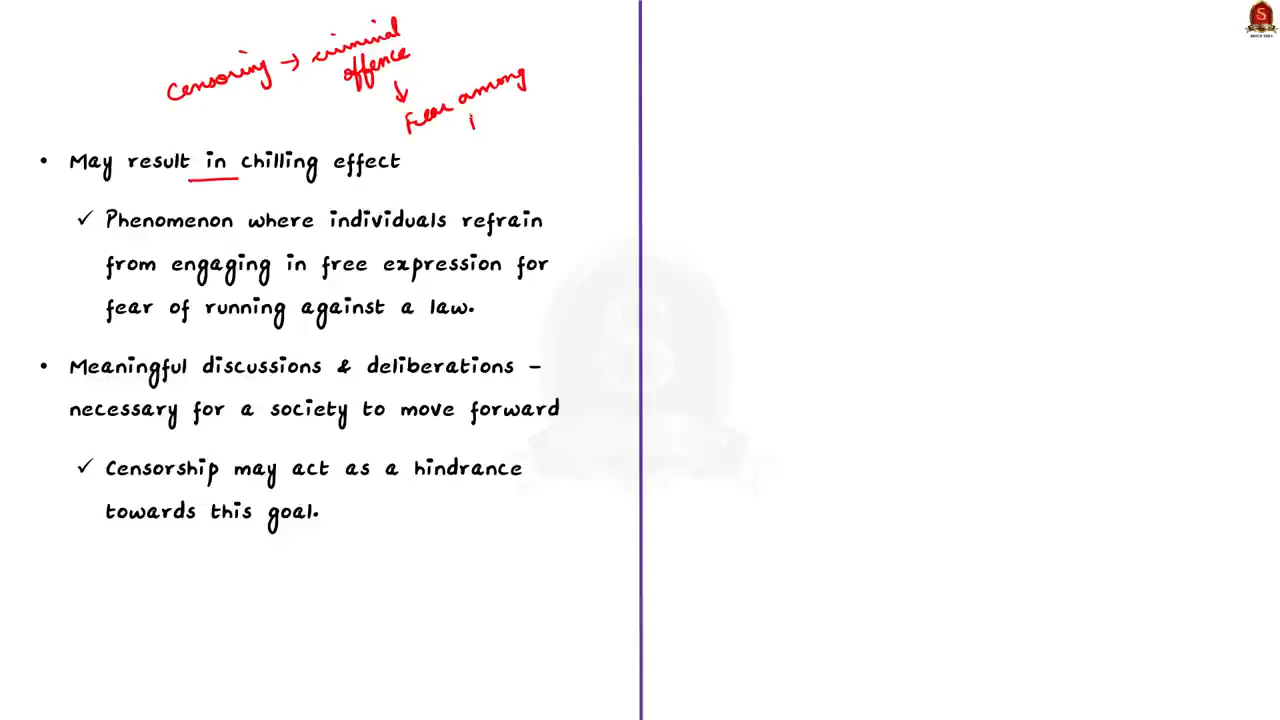 Censoring → criminal
offence
↓
Fear among
• May result in chilling effect
✓ Phenomenon where individuals refrain
from engaging in free expression for
fear of running against a law.
• Meaningful discussions & deliberations –
necessary for a society to move forward
✓ Censorship may act as a hindrance
towards this goal.
S